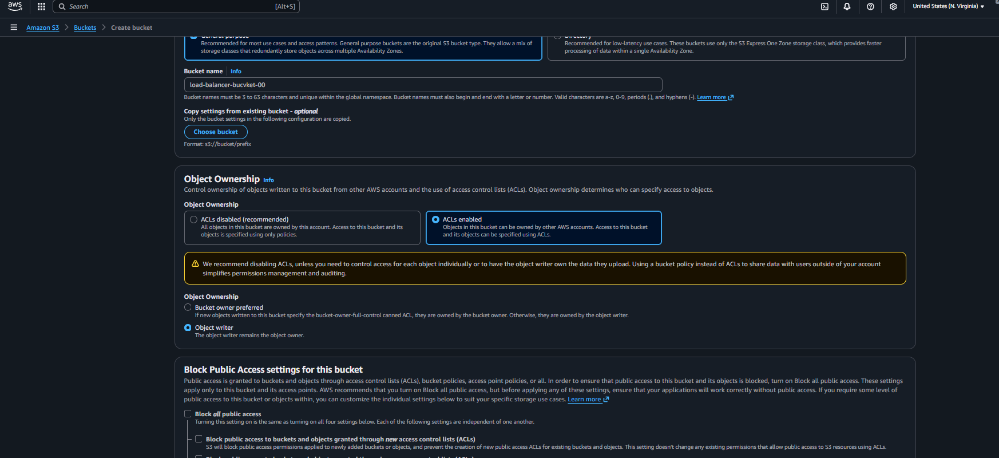 aws
Search
[Alt+S]
United States (N. Virginia)
Amazon S3
Buckets
Create bucket
General purpose
Recommended for most use cases and access patterns. General purpose buckets are the original S3 bucket type. They allow a mix of
storage classes that redundantly store objects across multiple Availability Zones.
Directory
Recommended for low-latency use cases. These buckets use only the S3 Express One Zone storage class, which provides faster
processing of data within a single Availability Zone.
Bucket name
Info
load-balancer-bucvket-00
Bucket names must be 3 to 63 characters and unique within the global namespace. Bucket names must also begin and end with a letter or number. Valid characters are a-z, 0-9, periods (.), and hyphens (-). Learn more
Copy settings from existing bucket - optional
Only the bucket settings in the following configuration are copied.
Choose bucket
Format: s3://bucket/prefix
Object Ownership Info
Control ownership of objects written to this bucket from other AWS accounts and the use of access control lists (ACLs). Object ownership determines who can specify access to objects.
Object Ownership
ACLs disabled (recommended)
All objects in this bucket are owned by this account. Access to this bucket and its
objects is specified using only policies.
ACLs enabled
Objects in this bucket can be owned by other AWS accounts. Access to this bucket
and its objects can be specified using ACLs.
We recommend disabling ACLs, unless you need to control access for each object individually or to have the object writer own the data they upload. Using a bucket policy instead of ACLs to share data with users outside of your account
simplifies permissions management and auditing.
Object Ownership
Bucket owner preferred
If new objects written to this bucket specify the bucket-owner-full-control canned ACL, they are owned by the bucket owner. Otherwise, they are owned by the object writer.
Object writer
The object writer remains the object owner.
Block Public Access settings for this bucket
Public access is granted to buckets and objects through access control lists (ACLs), bucket policies, access point policies, or all. In order to ensure that public access to this bucket and its objects is blocked, turn on Block all public access. These settings
apply only to this bucket and its access points. AWS recommends that you turn on Block all public access, but before applying any of these settings, ensure that your applications will work correctly without public access. If you require some level of
public access to this bucket or objects within, you can customize the individual settings below to suit your specific storage use cases. Learn more
Block all public access
Turning this setting on is the same as turning on all four settings below. Each of the following settings are independent of one another.
Block public access to buckets and objects granted through new access control lists (ACLs)
S3 will block public access permissions applied to newly added buckets or objects, and prevent the creation of new public access ACLs for existing buckets and objects. This setting doesn't change any existing permissions that allow public access to S3 resources using ACLs.